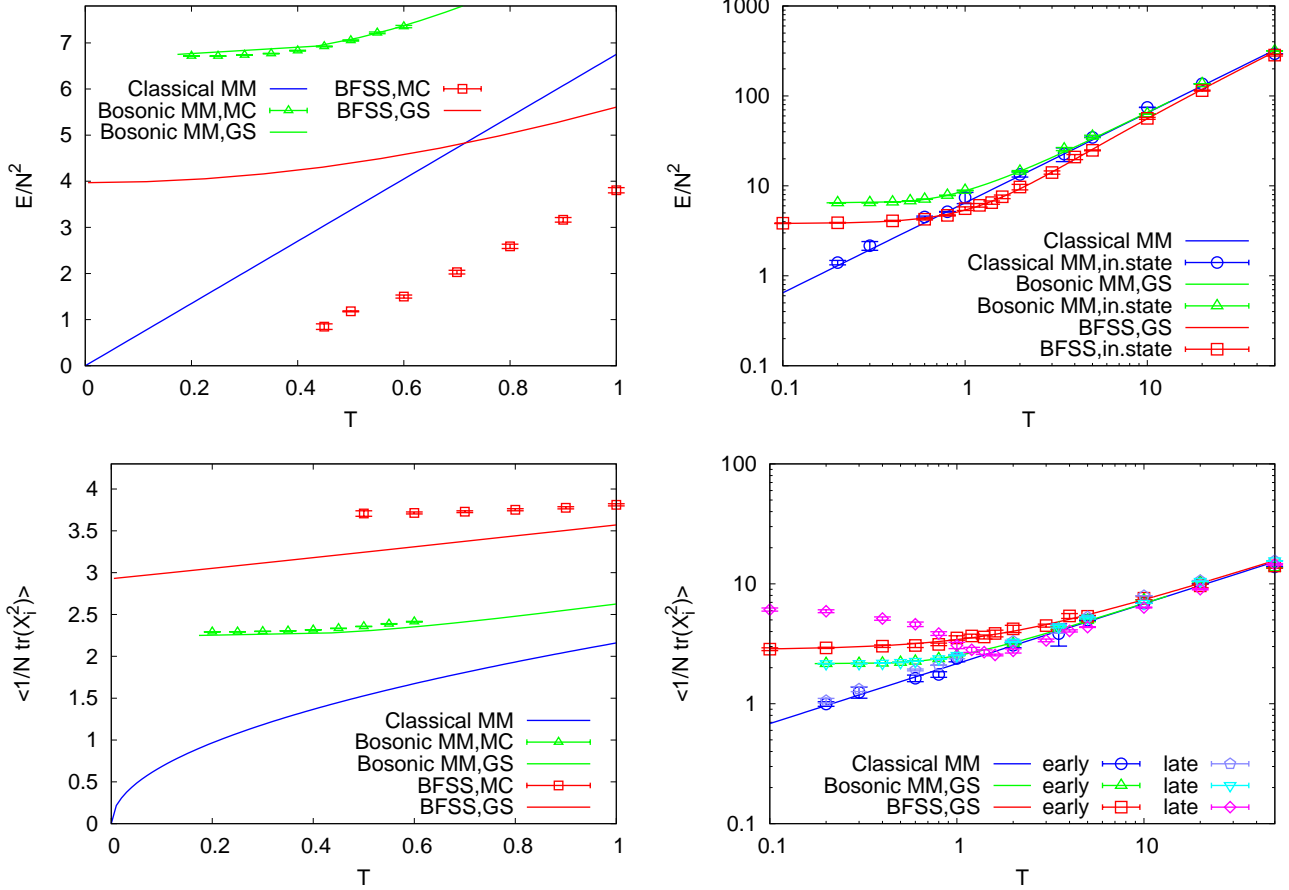 E/N²
7
6
5
4
3
2
1
0
Classical MM
Bosonic MM,MC
Bosonic MM,GS
BFSS,MC
BFSS,GS
0 0.2 0.4 0.6 0.8 1
T
E/N²
1000
100
10
1
0.1
Classical MM
Classical MM,in.state
Bosonic MM,GS
Bosonic MM,in.state
BFSS,GS
BFSS,in.state
0.1 1 10
T
<1/N tr(X_i²)>
4
3.5
3
2.5
2
1.5
1
0.5
0
Classical MM
Bosonic MM,MC
Bosonic MM,GS
BFSS,MC
BFSS,GS
0 0.2 0.4 0.6 0.8 1
T
<1/N tr(X_i²)>
100
10
1
0.1
Classical MM early late
Bosonic MM,GS early late
BFSS,GS early late
0.1 1 10
T